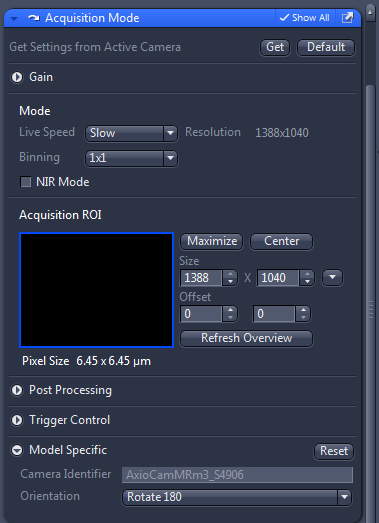 Acquisition Mode Show All
Get Settings from Active Camera Get Default
Gain
Mode
Live Speed Slow Resolution 1388x1040
Binning 1x1
NIR Mode
Acquisition ROI
Maximize Center
Size
1388 X 1040
Offset
0 0
Refresh Overview
Pixel Size 6.45 x 6.45 µm
Post Processing
Trigger Control
Model Specific Reset
Camera Identifier AxioCamMRm3_S4906
Orientation Rotate 180